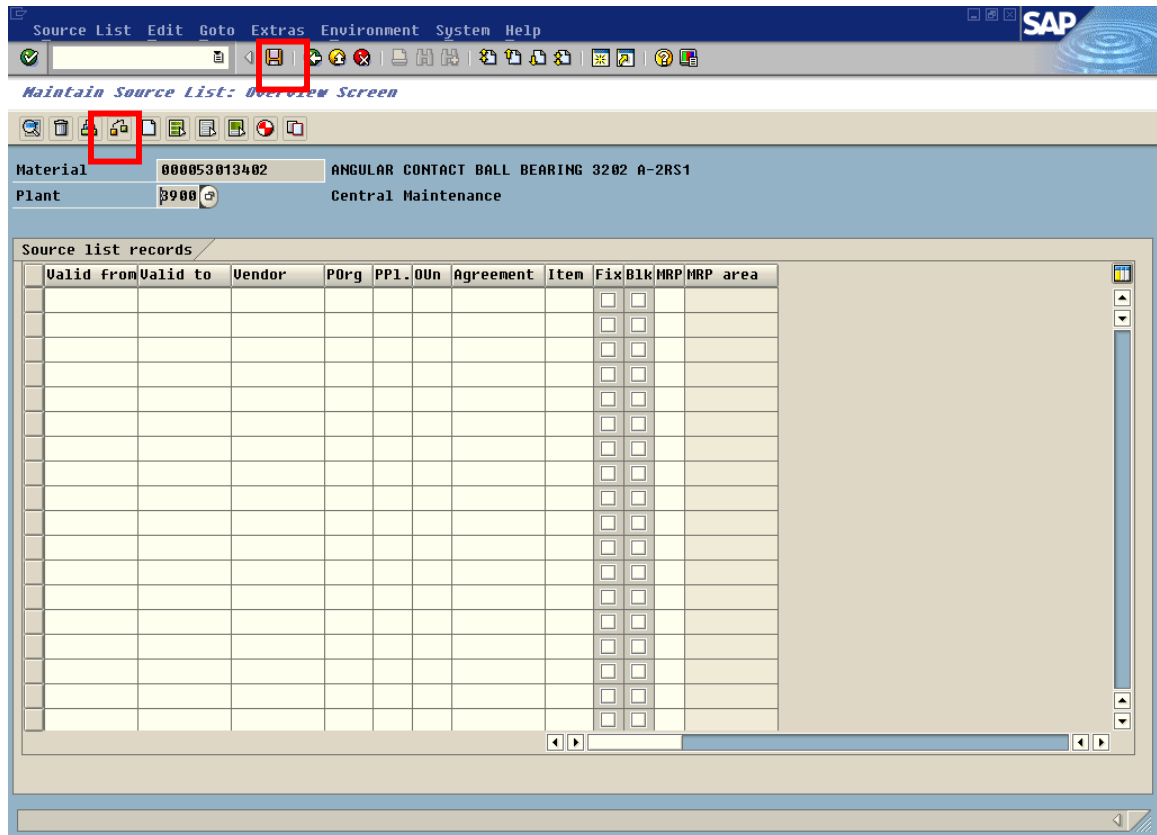 Source List Edit Goto Extras Environment System Help
SAP
Maintain Source List: Overview Screen
Material 000053013402 ANGULAR CONTACT BALL BEARING 3202 A-2RS1
Plant 3900 Central Maintenance
Source list records
Valid from Valid to Vendor POrg PPl. OUn Agreement Item Fix Blk MRP MRP area